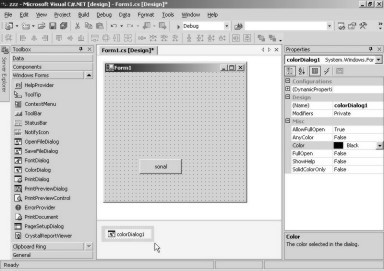 zzz - Microsoft Visual C#.NET [design] - Form1.cs [Design]*
File Edit View Project Build Debug Data Format Tools Window Help
Debug
Toolbox
Form1.cs [Design]*
Properties
Server Explorer
Data
Components
Windows Forms
HelpProvider
ToolTip
ContextMenu
ToolBar
StatusBar
NotifyIcon
OpenFileDialog
SaveFileDialog
FontDialog
ColorDialog
PrintDialog
PrintPreviewDialog
PrintPreviewControl
ErrorProvider
PrintDocument
PageSetupDialog
CrystalReportViewer
Clipboard Ring
General
Form1
xonal
colorDialog1
colorDialog1 System.Windows.For
Configurations
(DynamicPropert
Design
(Name) colorDialog1
Modifiers Private
Misc
AllowFullOpen True
AnyColor False
Color Black
FullOpen False
ShowHelp False
SolidColorOnly False
Color
The color selected in the dialog.
Ready